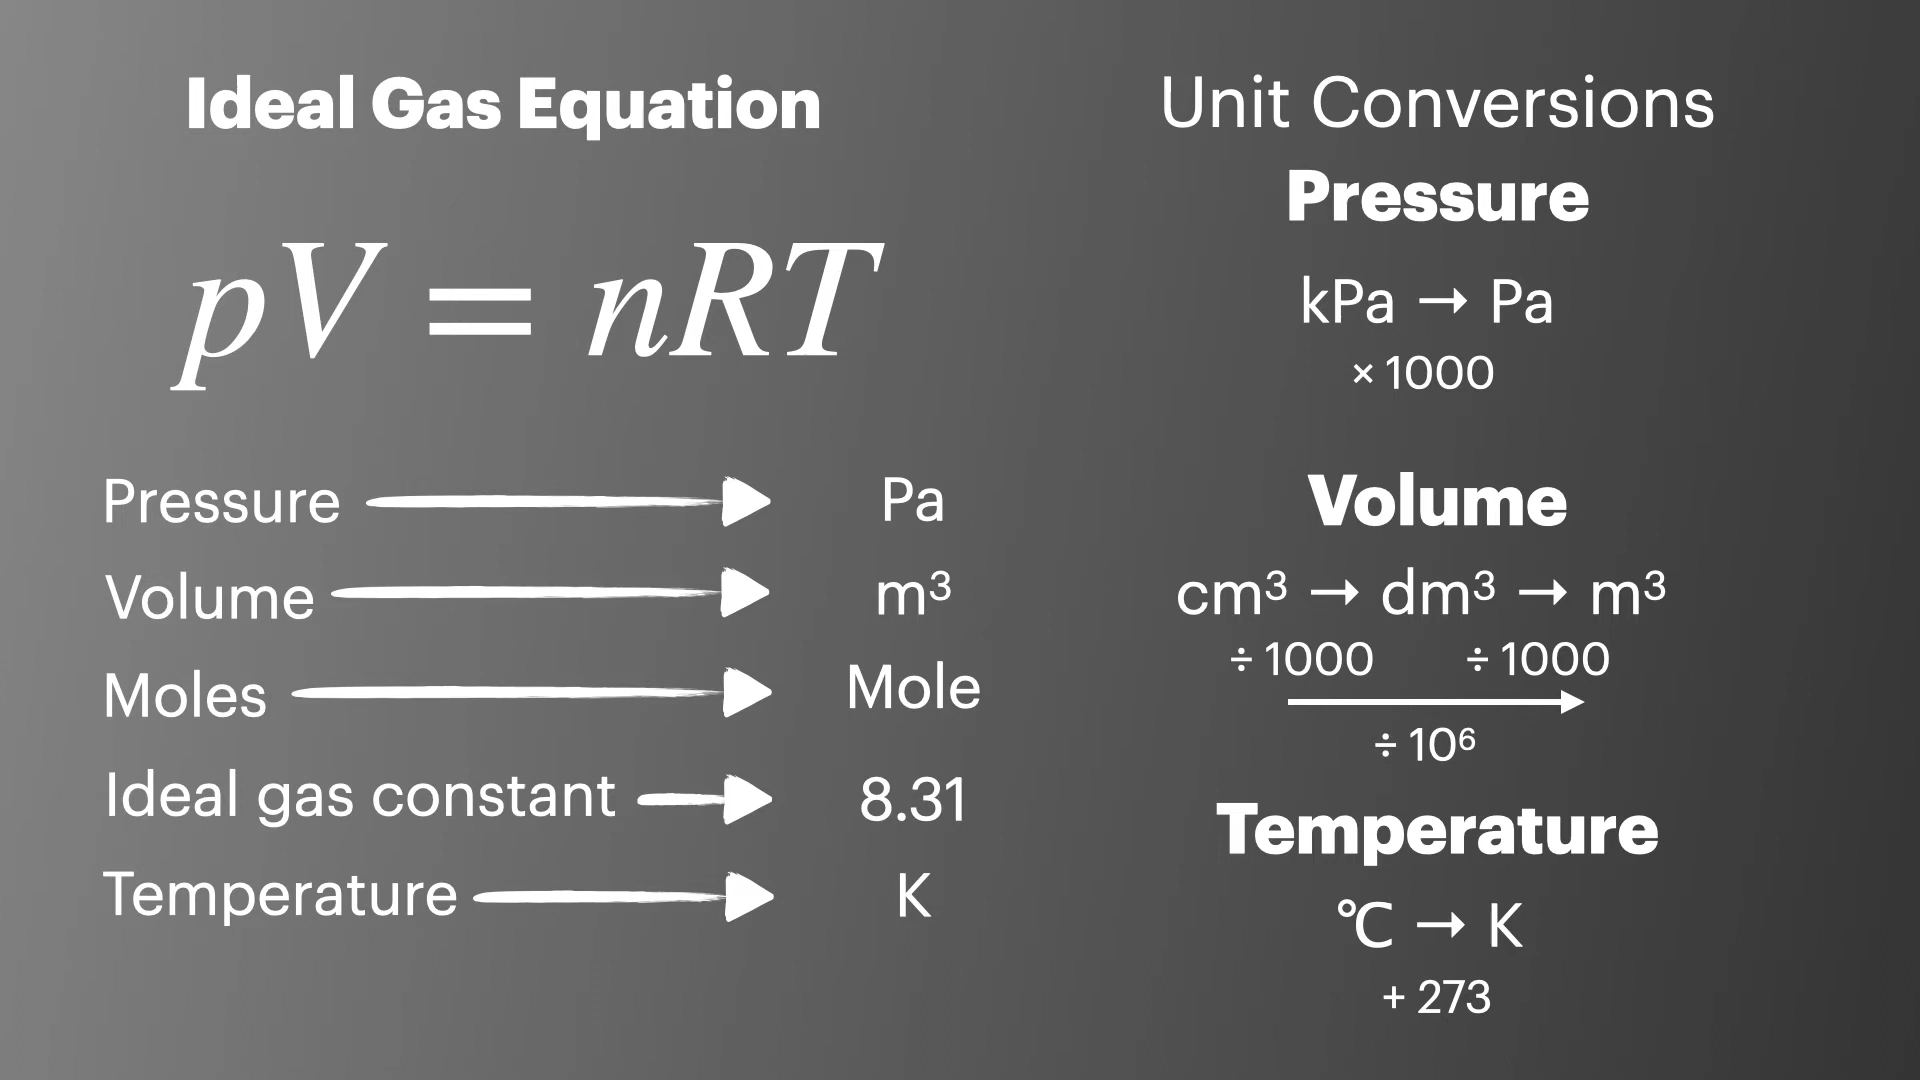 Ideal Gas Equation
pV = nRT
Pressure → Pa
Volume → m³
Moles → Mole
Ideal gas constant → 8.31
Temperature → K
Unit Conversions
Pressure
kPa → Pa
× 1000
Volume
cm³ → dm³ → m³
÷ 1000 ÷ 1000
÷ 10⁶
Temperature
℃ → K
+ 273